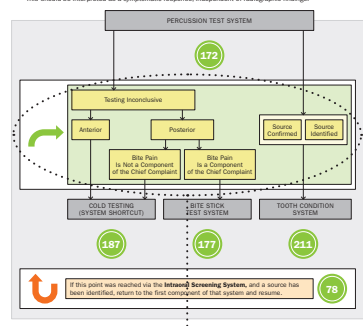 PERCUSSION TEST SYSTEM
172
Testing Inconclusive
Anterior
Posterior
Source
Confirmed
Source
Identified
Bite Pain
Is Not a Component
of the Chief Complaint
Bite Pain
Is a Component
of the Chief Complaint
COLD TESTING
(SYSTEM SHORTCUT)
BITE STICK
TEST SYSTEM
TOOTH CONDITION
SYSTEM
187
177
211
If this point was reached via the Intraoral Screening System, and a source has
been identified, return to the first component of that system and resume.
78